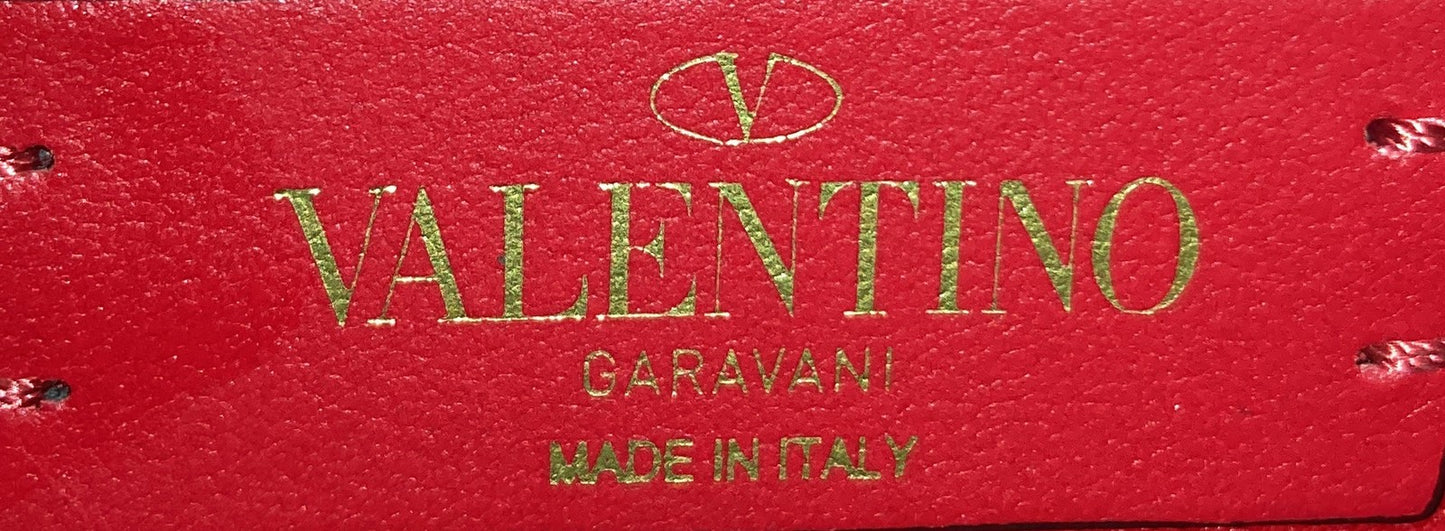 V
VALENTINO
GARAVANI
MADE IN ITALY